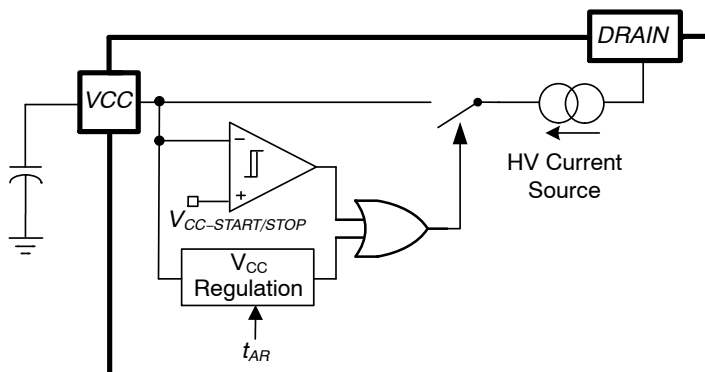 DRAIN
VCC
HV Current
Source
−
+
VCC−START/STOP
VCC
Regulation
tAR